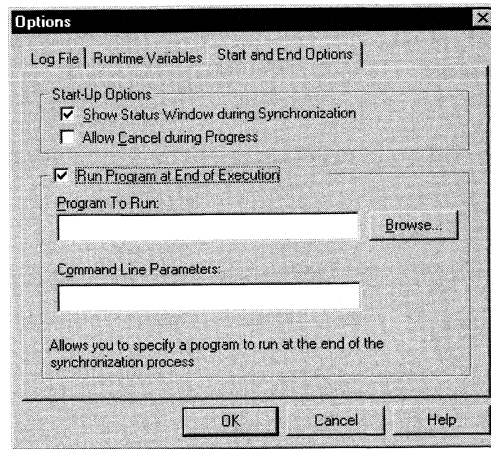 Options
Log File Runtime Variables Start and End Options
Start-Up Options
Show Status Window during Synchronization
Allow Cancel during Progress
Run Program at End of Execution
Program To Run:
Browse...
Command Line Parameters:
Allows you to specify a program to run at the end of the
synchronization process
OK Cancel Help